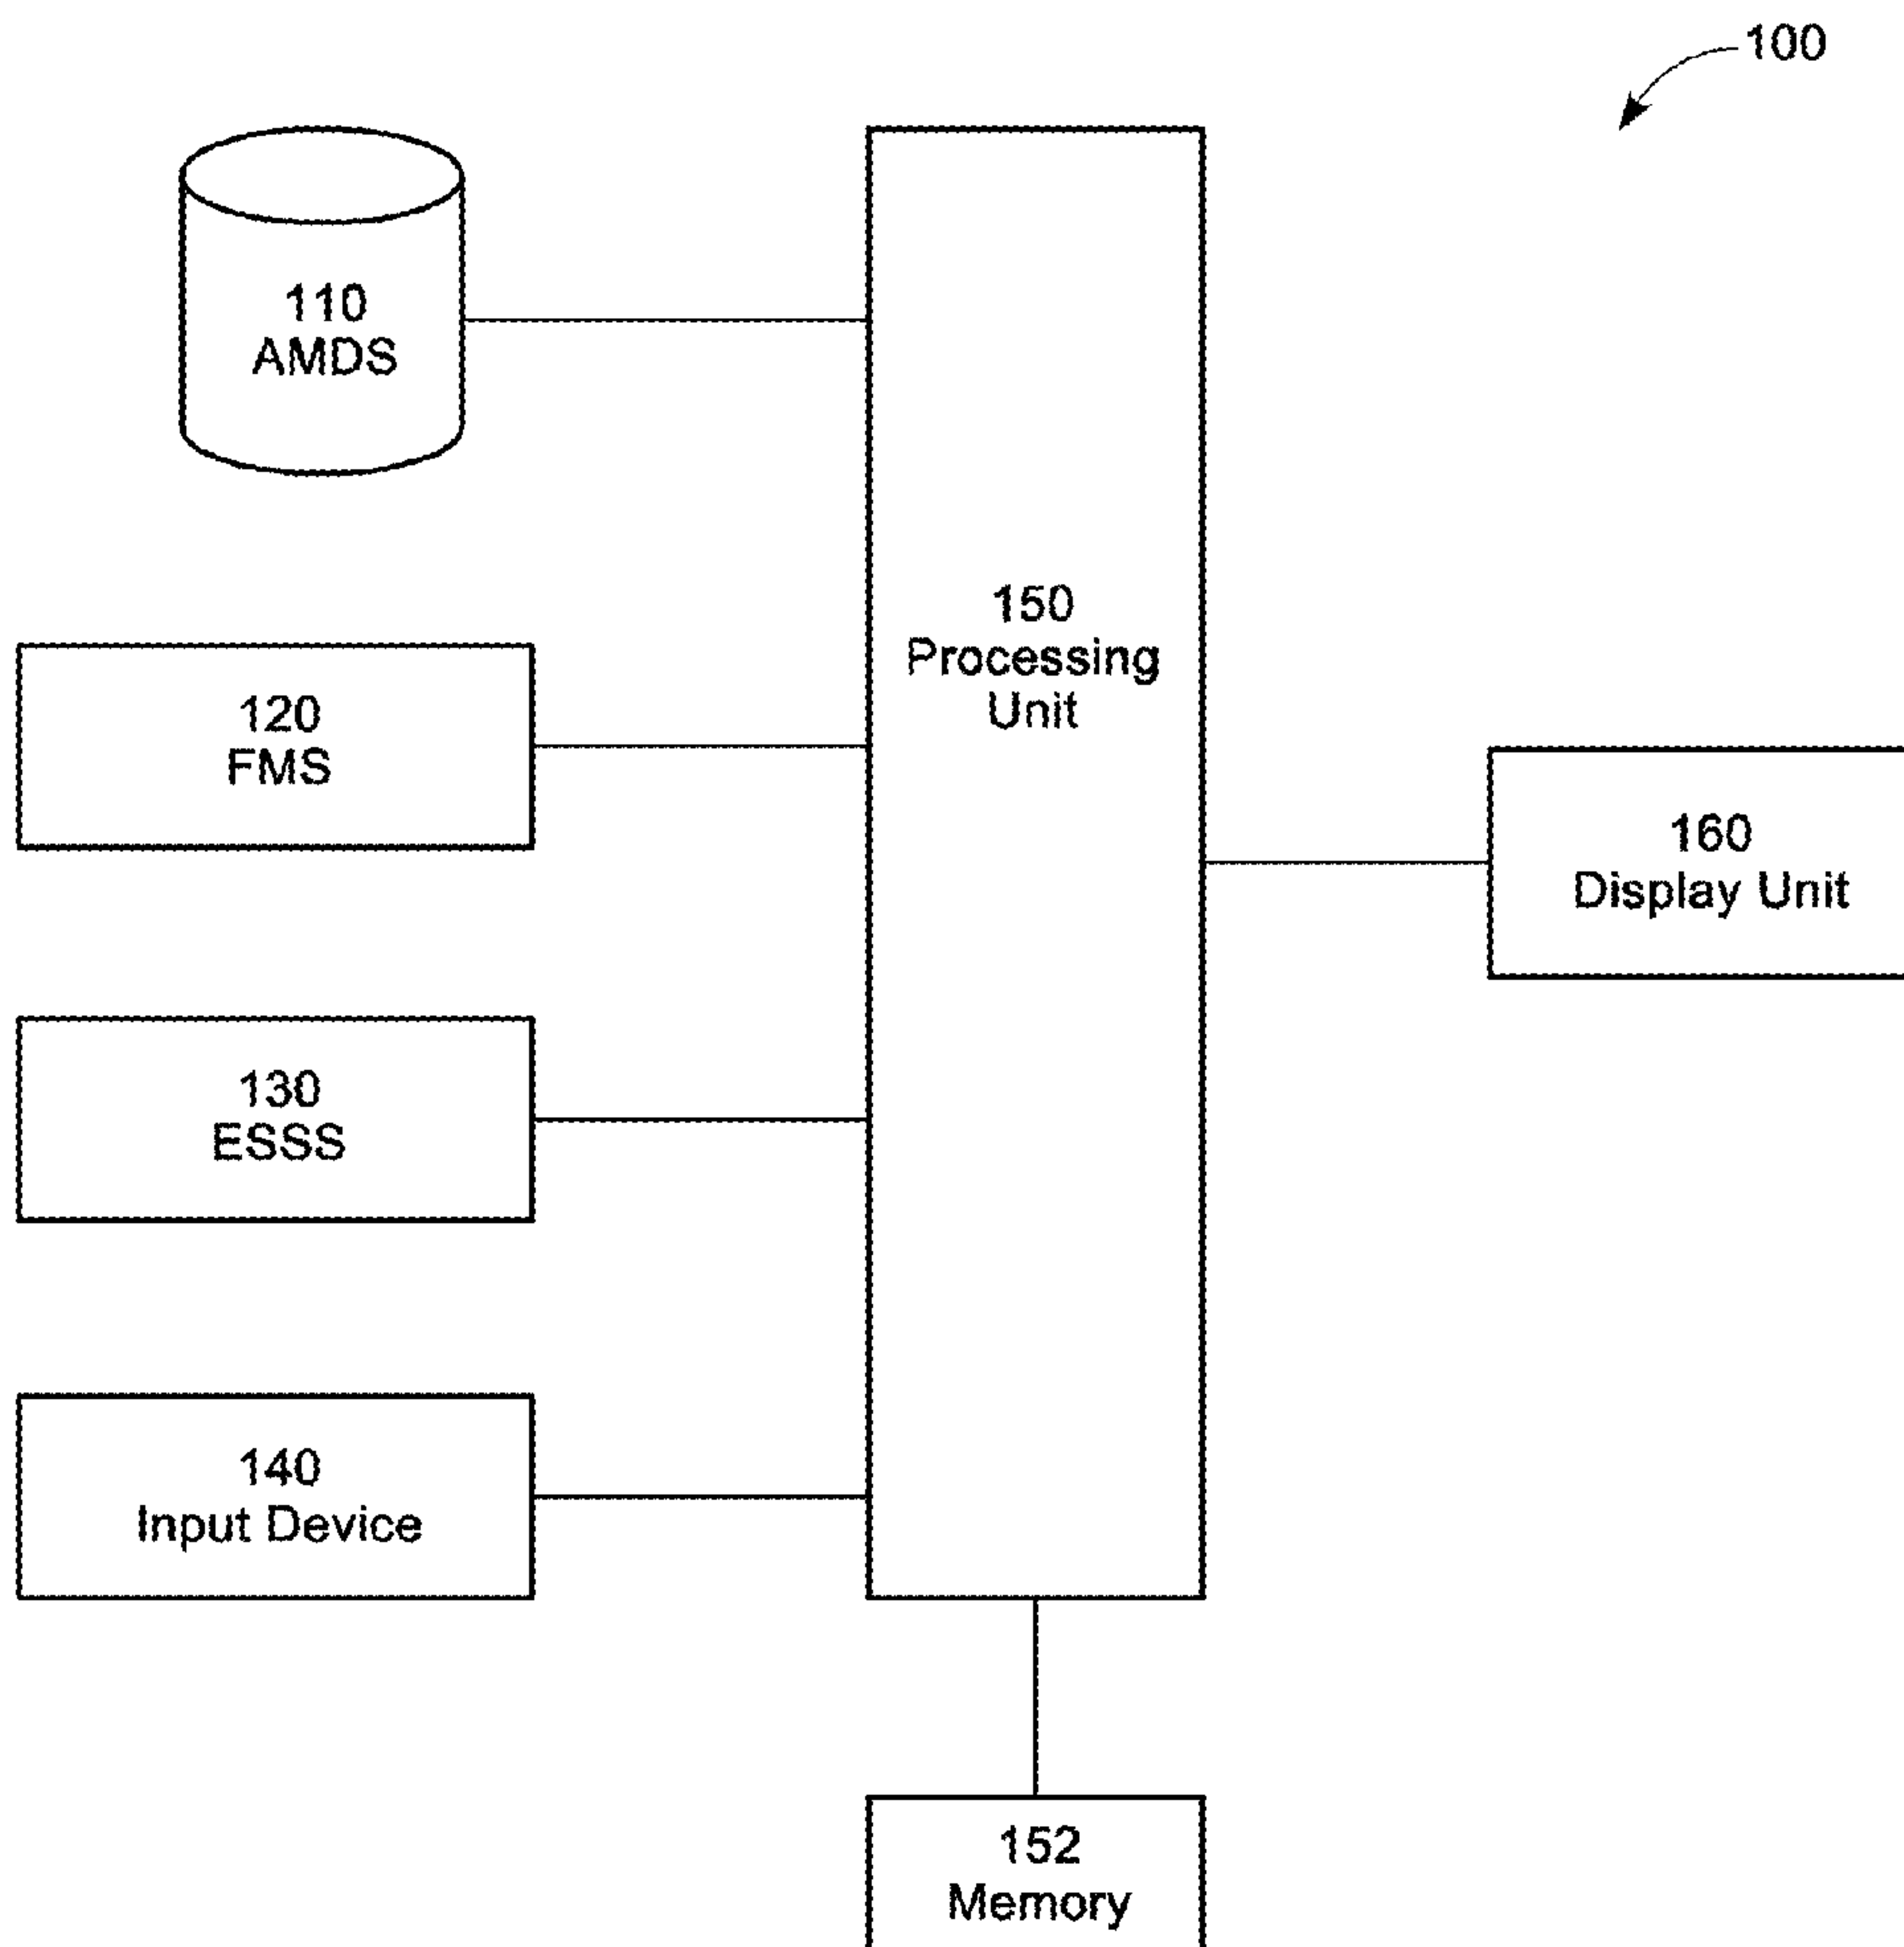 100
110
AMDS
150
Processing
Unit
120
FMS
160
Display Unit
130
ESSS
140
Input Device
152
Memory